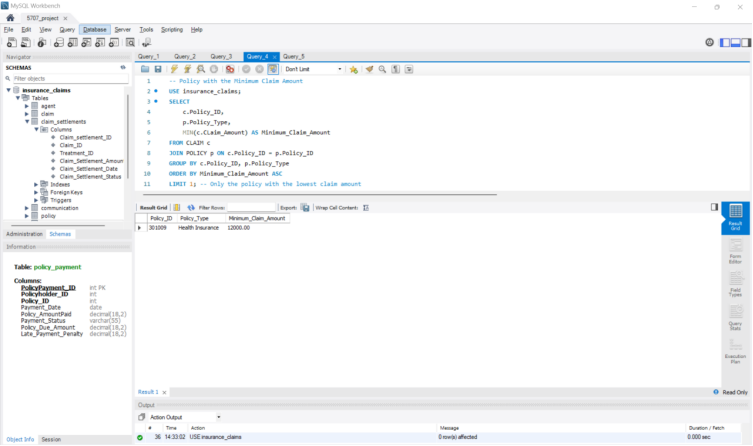 MySQL Workbench
5707_project
File Edit View Query Database Server Tools Scripting Help
Navigator
SCHEMAS
Filter objects
insurance_claims
Tables
agent
claim
claim_settlements
Columns
Claim_settlement_ID
Claim_ID
Treatment_ID
Claim_Settlement_Amoun
Claim_Settlement_Date
Claim_Settlement_Status
Indexes
Foreign Keys
Triggers
communication
policy
Administration Schemas
Information
Table: policy_payment
Columns:
PolicyPayment_ID int PK
Policyholder_ID int
Policy_ID int
Payment_Date date
Policy_AmountPaid decimal(18,2)
Payment_Status varchar(55)
Policy_Due_Amount decimal(18,2)
Late_Payment_Penalty decimal(18,2)
Object Info Session
Query_1 Query_2 Query_3 Query_4 Query_5
Don't Limit
1 -- Policy with the Minimum Claim Amount
2 USE insurance_claims;
3 SELECT
4 c.Policy_ID,
5 p.Policy_Type,
6 MIN(c.CLaim_Amount) AS Minimum_Claim_Amount
7 FROM CLAIM c
8 JOIN POLICY p ON c.Policy_ID = p.Policy_ID
9 GROUP BY c.Policy_ID, p.Policy_Type
10 ORDER BY Minimum_Claim_Amount ASC
11 LIMIT 1; -- Only the policy with the lowest claim amount
Result Grid Filter Rows: Export: Wrap Cell Content:
Policy_ID Policy_Type Minimum_Claim_Amount
301009 Health Insurance 12000.00
Result Grid
Form Editor
Field Types
Query Stats
Execution Plan
Result 1 Read Only
Output
Action Output
# Time Action Message Duration / Fetch
36 14:33:02 USE insurance_claims 0 row(s) affected 0.000 sec